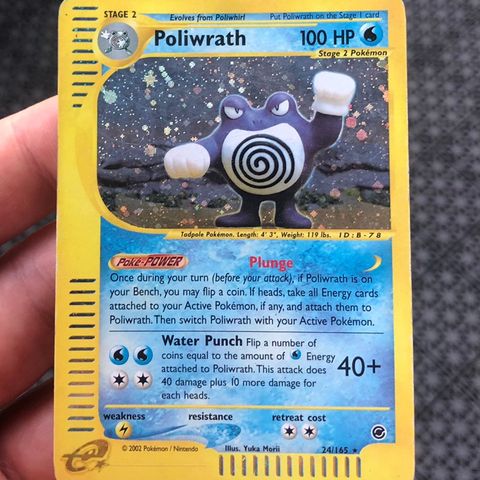 STAGE 2 Evolves from Poliwhirl Put Poliwrath on the Stage 1 card
Poliwrath 100 HP
Stage 2 Pokémon
Tadpole Pokémon. Length: 4' 3", Weight: 119 lbs. ID: B-78
Poké-POWER Plunge
Once during your turn (before your attack), if Poliwrath is on
your Bench, you may flip a coin. If heads, take all Energy cards
attached to your Active Pokémon, if any, and attach them to
Poliwrath. Then switch Poliwrath with your Active Pokémon.
Water Punch Flip a number of
coins equal to the amount of Energy
attached to Poliwrath. This attack does
40 damage plus 10 more damage for
each heads.
40+
weakness resistance retreat cost
© 2002 Pokémon / Nintendo Illus. Yuka Morii 24/165 ★
e